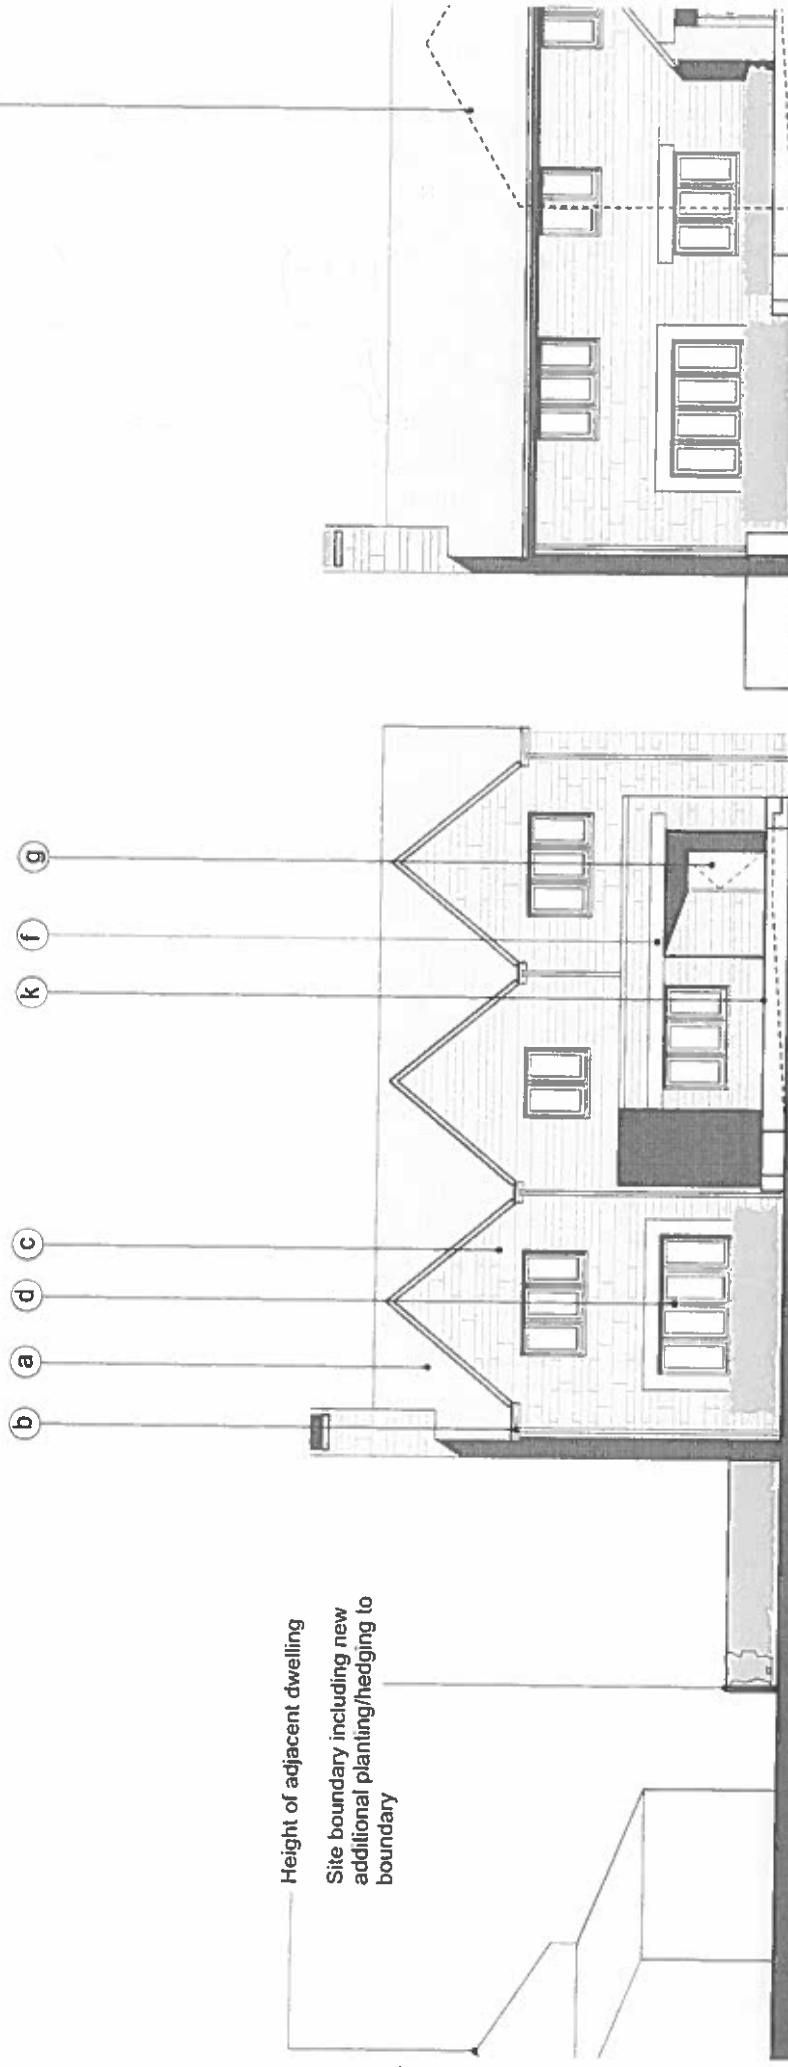 Height of adjacent dwelling
Site boundary including new
additional planting/hedging to
boundary
b
a
d
c
k
f
g